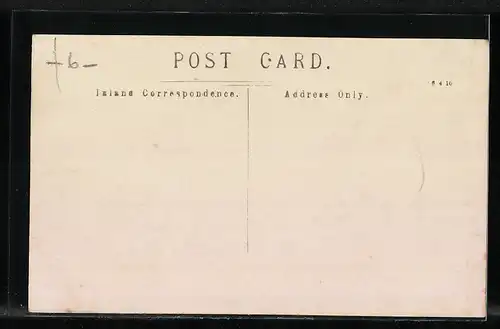 POST CARD.
Inland Correspondence.
Address Only.
6-